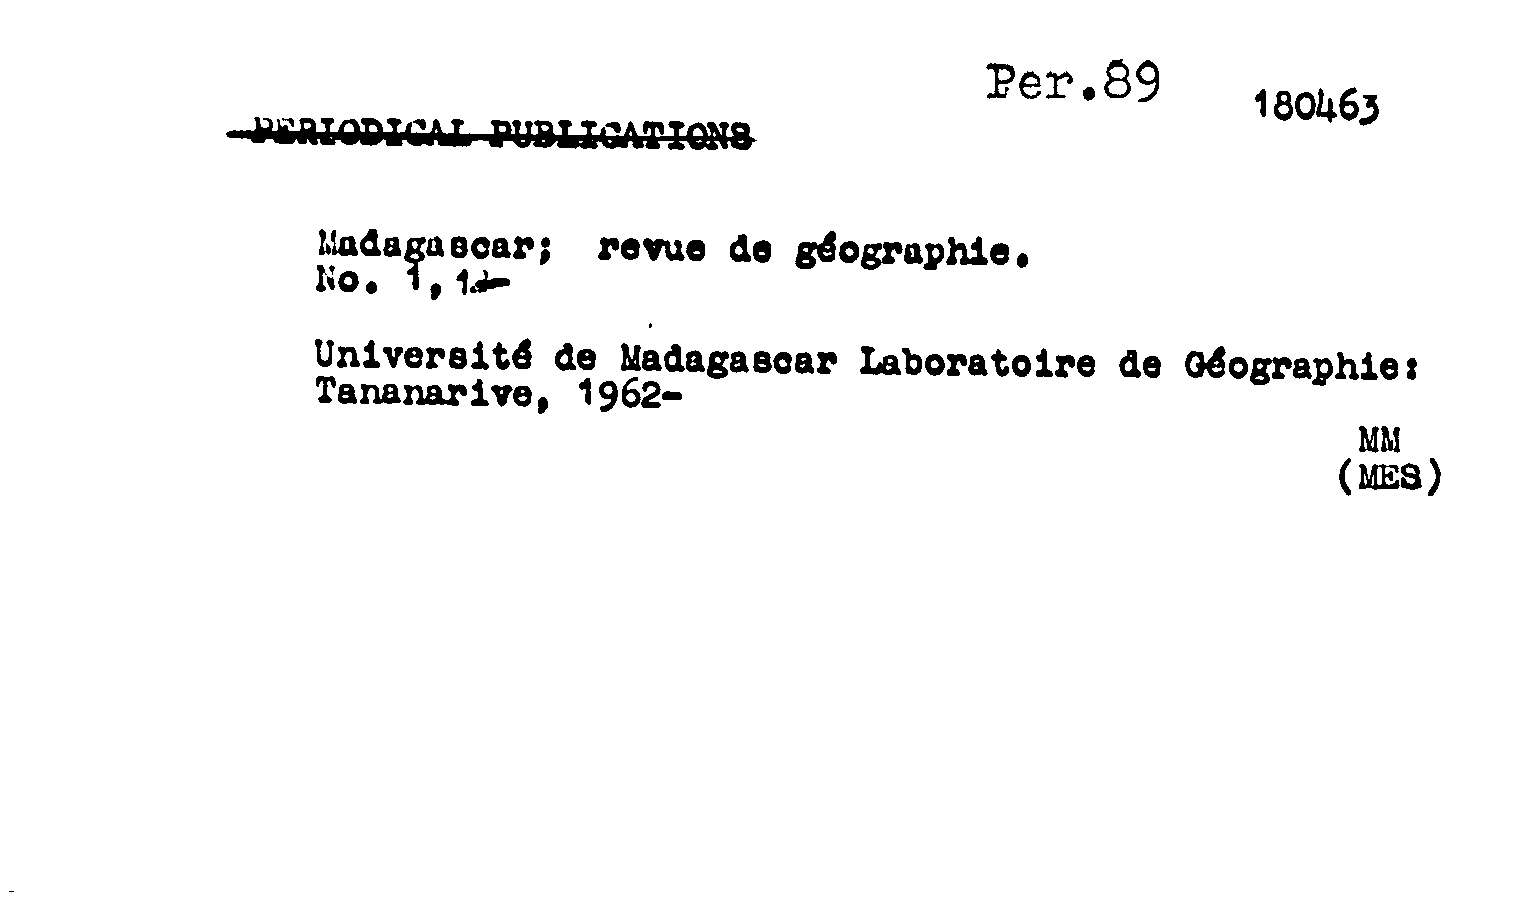 Per.89
180463
PERIODICAL PUBLICATIONS
Madagascar; revue de géographie.
No. 1,
Université de Madagascar Laboratoire de Géographie:
Tananarive, 1962-
MM
(MES)